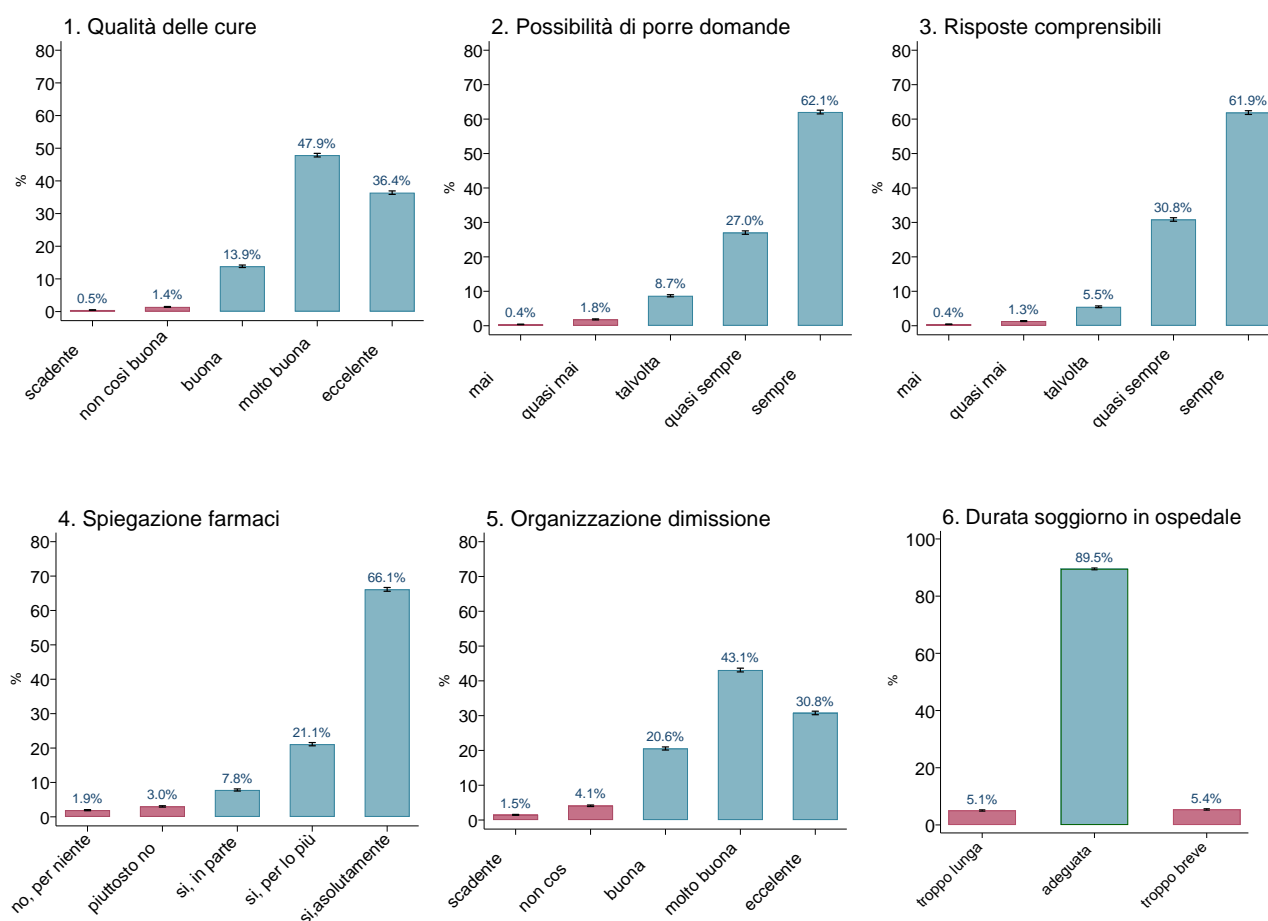 1. Qualità delle cure
80
70
60
50
40
30
20
10
0
%
0.5%
1.4%
13.9%
47.9%
36.4%
scadente
non così buona
buona
molto buona
eccelente
2. Possibilità di porre domande
80
70
60
50
40
30
20
10
0
%
0.4%
1.8%
8.7%
27.0%
62.1%
mai
quasi mai
talvolta
quasi sempre
sempre
3. Risposte comprensibili
80
70
60
50
40
30
20
10
0
%
0.4%
1.3%
5.5%
30.8%
61.9%
mai
quasi mai
talvolta
quasi sempre
sempre
4. Spiegazione farmaci
80
70
60
50
40
30
20
10
0
%
1.9%
3.0%
7.8%
21.1%
66.1%
no, per niente
piuttosto no
si, in parte
si, per lo più
si,asolutamente
5. Organizzazione dimissione
80
70
60
50
40
30
20
10
0
%
1.5%
4.1%
20.6%
43.1%
30.8%
scadente
non cos
buona
molto buona
eccelente
6. Durata soggiorno in ospedale
100
80
60
40
20
0
%
5.1%
89.5%
5.4%
troppo lunga
adeguata
troppo breve